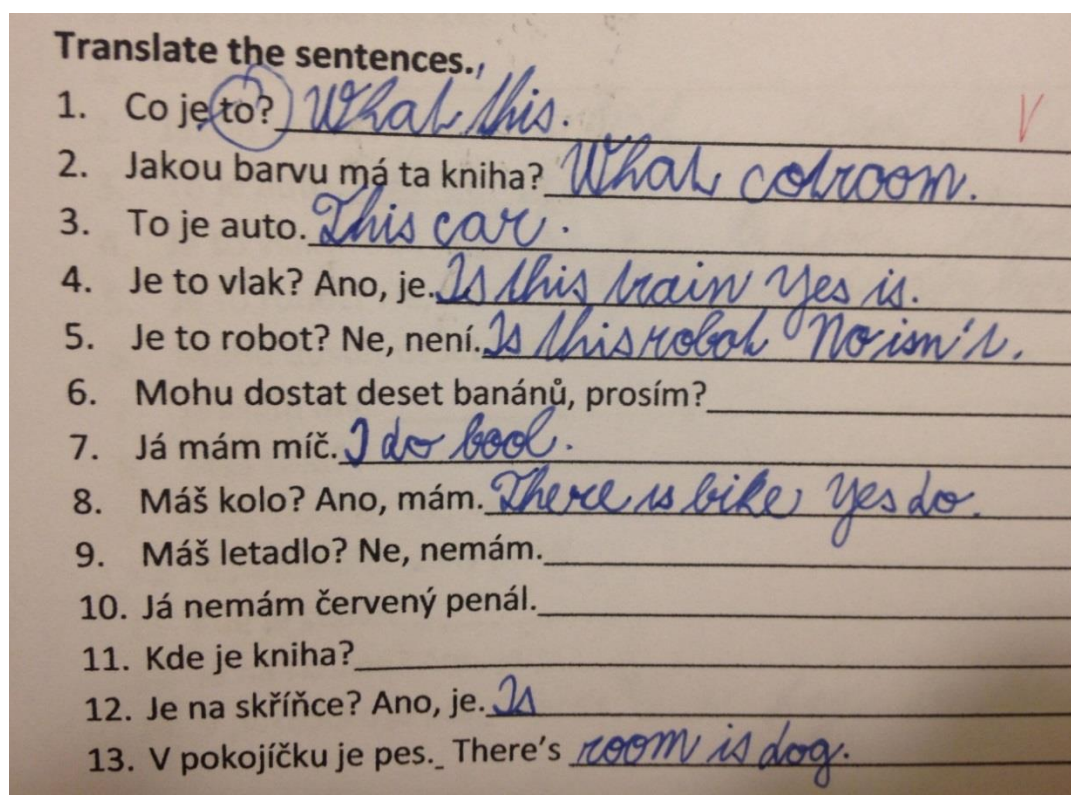 Translate the sentences.
1. Co je to? What this.
2. Jakou barvu má ta kniha? What colroom.
3. To je auto. This car.
4. Je to vlak? Ano, je. Is this train Yes is.
5. Je to robot? Ne, není. Is this robot No isn't.
6. Mohu dostat deset banánů, prosím?
7. Já mám míč. I do bool.
8. Máš kolo? Ano, mám. There is bike, Yes do.
9. Máš letadlo? Ne, nemám.
10. Já nemám červený penál.
11. Kde je kniha?
12. Je na skříňce? Ano, je. Is
13. V pokojíčku je pes. There's room is dog.